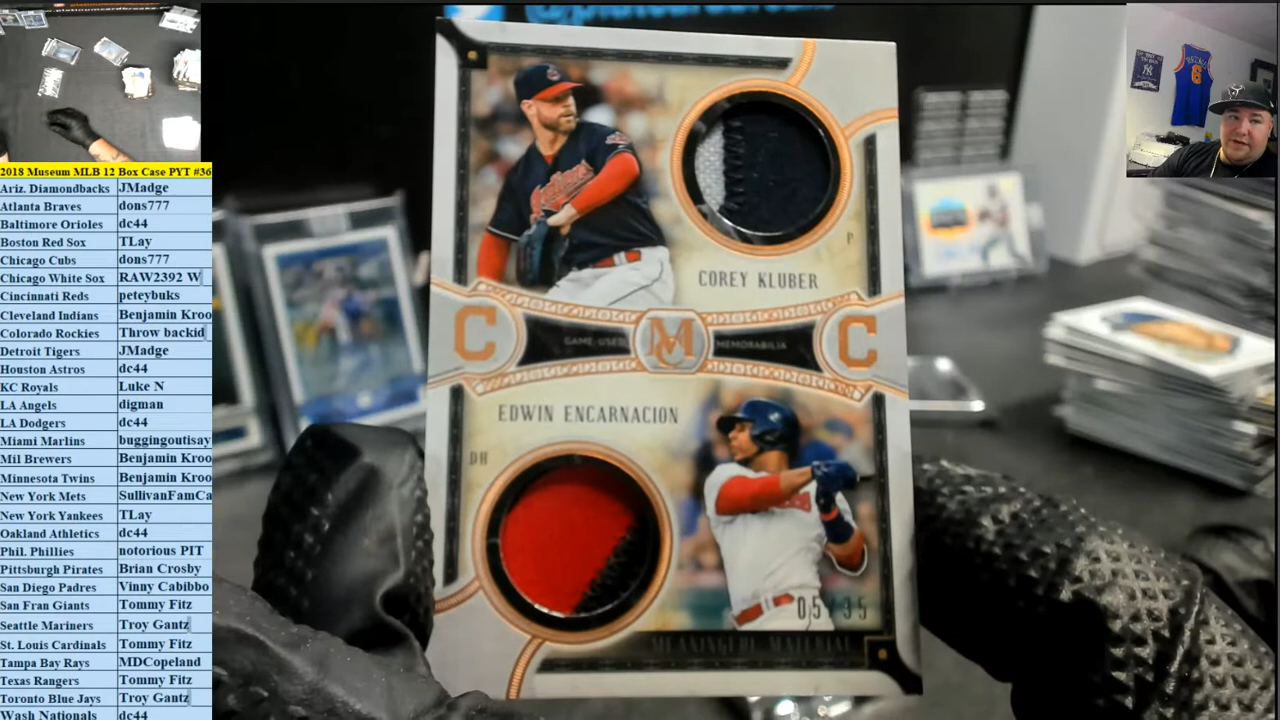 2018 Museum MLB 12 Box Case PYT #36
Ariz. Diamondbacks JMadge
Atlanta Braves dons777
Baltimore Orioles dc44
Boston Red Sox TLay
Chicago Cubs dons777
Chicago White Sox RAW2392 W
Cincinnati Reds peteybuks
Cleveland Indians Benjamin Kroo
Colorado Rockies Throw backid
Detroit Tigers JMadge
Houston Astros dc44
KC Royals Luke N
LA Angels digman
LA Dodgers dc44
Miami Marlins buggingoutisay
Mil Brewers Benjamin Kroo
Minnesota Twins Benjamin Kroo
New York Mets SullivanFamCa
New York Yankees TLay
Oakland Athletics dc44
Phil. Phillies notorious PIT
Pittsburgh Pirates Brian Crosby
San Diego Padres Vinny Cabibbo
San Fran Giants Tommy Fitz
Seattle Mariners Troy Gantz
St. Louis Cardinals Tommy Fitz
Tampa Bay Rays MDCopeland
Texas Rangers Tommy Fitz
Toronto Blue Jays Troy Gantz
Wash Nationals dc44
Indians
P
COREY KLUBER
C GAME-USED M MEMORABILIA C
EDWIN ENCARNACION
DH
05/35
MEANINGFUL MATERIAL
6